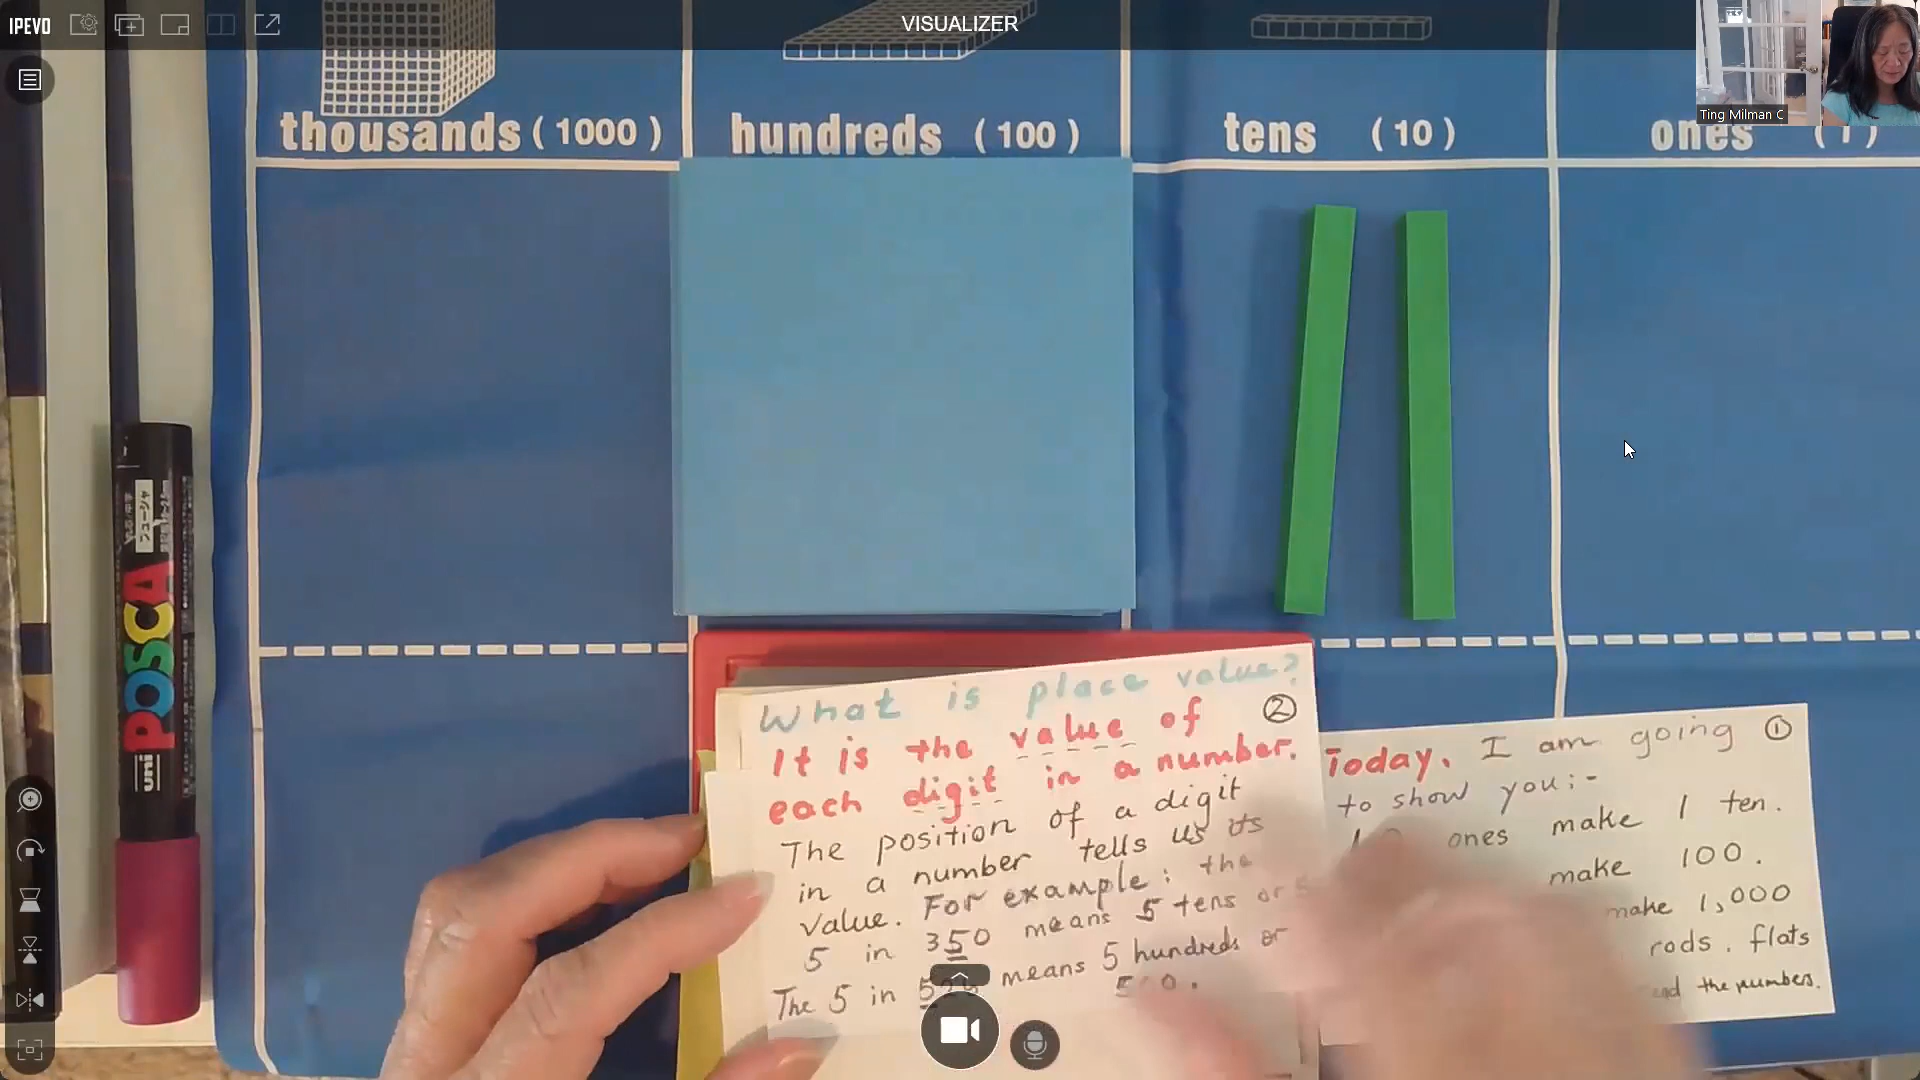 IPEVO
VISUALIZER
Ting Milman C
thousands (1000)
hundreds (100)
tens (10)
ones (1)
uni POSCA
What is place value?
②
It is the value of
each digit in a number.
The position of a digit
in a number tells us its
value. For example: the
5 in 350 means 5 tens or
The 5 in means 5 hundreds or
①
Today. I am going
to show you:-
ones make 1 ten.
make 100.
make 1,000
rods. flats
and the numbers.